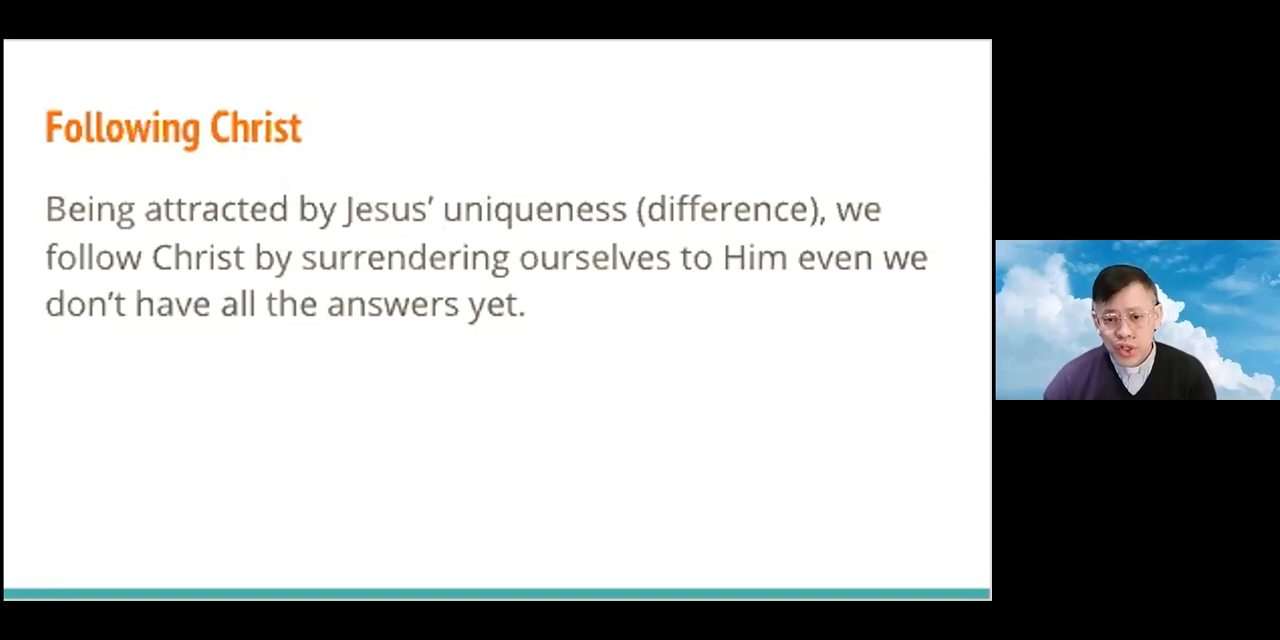 Following Christ
Being attracted by Jesus’ uniqueness (difference), we
follow Christ by surrendering ourselves to Him even we
don’t have all the answers yet.